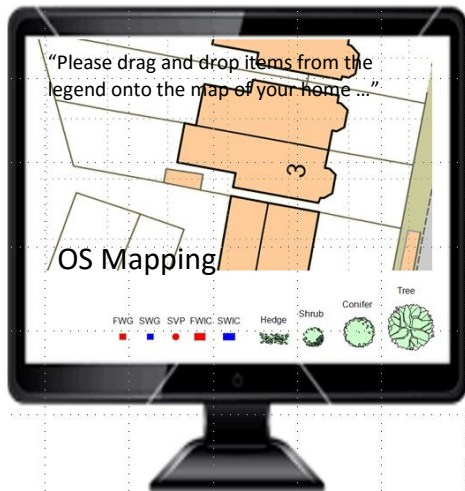 “Please drag and drop items from the
legend onto the map of your home …”
3
OS Mapping
FWG SWG SVP FWIC SWIC Hedge Shrub Conifer Tree